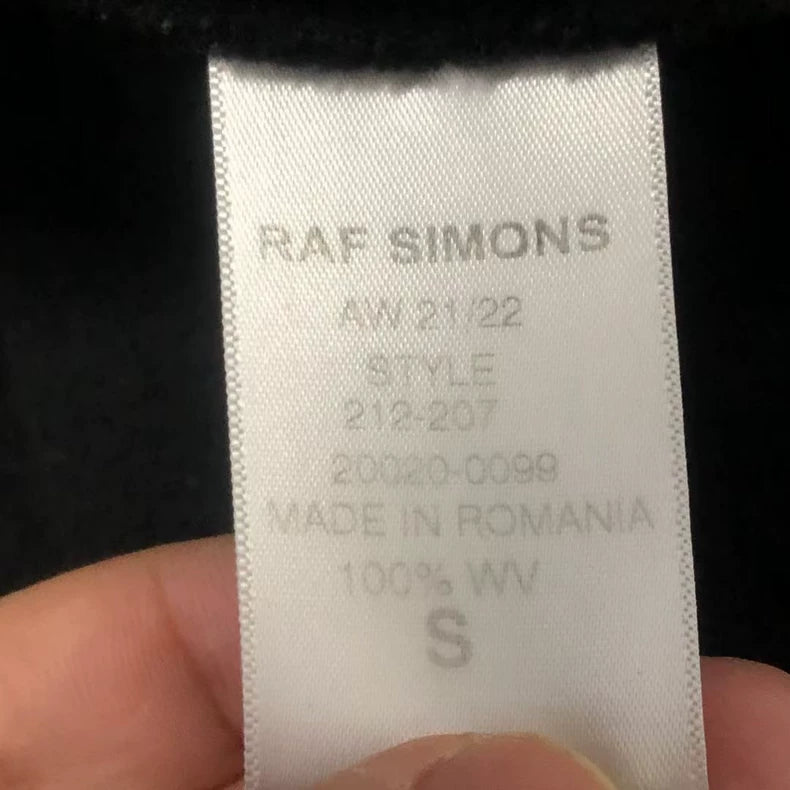 RAF SIMONS
AW 21/22
STYLE
212-207
20020-0099
MADE IN ROMANIA
100% WV
S